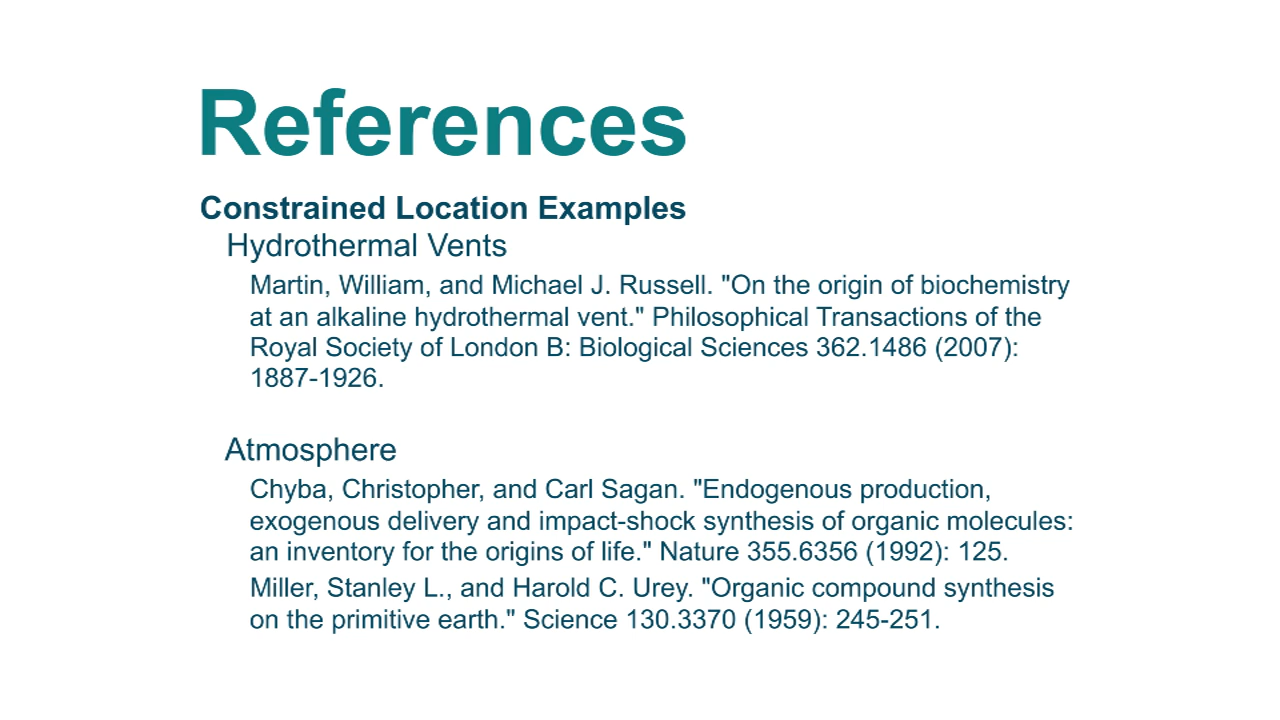 References
Constrained Location Examples
Hydrothermal Vents
Martin, William, and Michael J. Russell. "On the origin of biochemistry
at an alkaline hydrothermal vent." Philosophical Transactions of the
Royal Society of London B: Biological Sciences 362.1486 (2007):
1887-1926.
Atmosphere
Chyba, Christopher, and Carl Sagan. "Endogenous production,
exogenous delivery and impact-shock synthesis of organic molecules:
an inventory for the origins of life." Nature 355.6356 (1992): 125.
Miller, Stanley L., and Harold C. Urey. "Organic compound synthesis
on the primitive earth." Science 130.3370 (1959): 245-251.